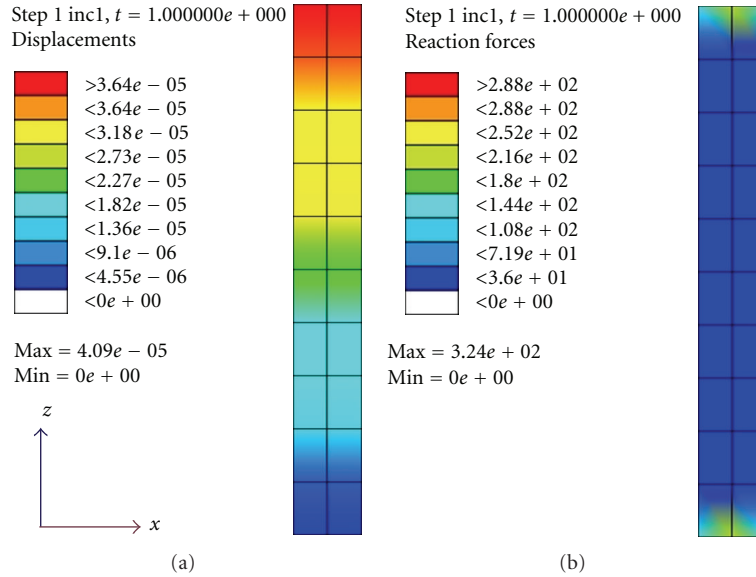 Step 1 inc1, t = 1.000000e + 000
Displacements
>3.64e − 05
<3.64e − 05
<3.18e − 05
<2.73e − 05
<2.27e − 05
<1.82e − 05
<1.36e − 05
<9.1e − 06
<4.55e − 06
<0e + 00
Max = 4.09e − 05
Min = 0e + 00
z
x
(a)
Step 1 inc1, t = 1.000000e + 000
Reaction forces
>2.88e + 02
<2.88e + 02
<2.52e + 02
<2.16e + 02
<1.8e + 02
<1.44e + 02
<1.08e + 02
<7.19e + 01
<3.6e + 01
<0e + 00
Max = 3.24e + 02
Min = 0e + 00
(b)